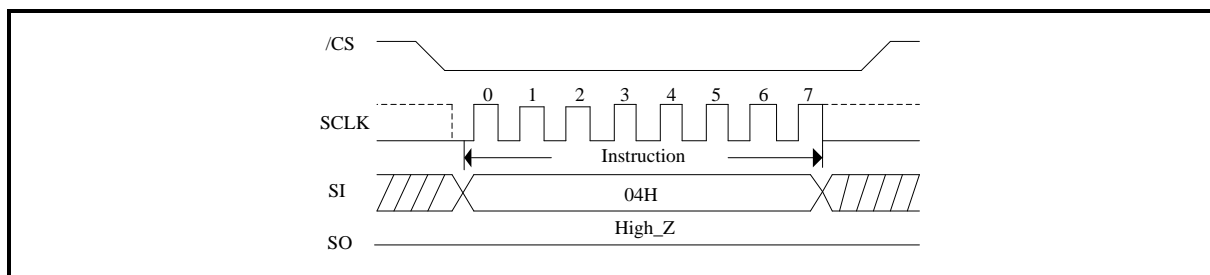 /CS
0 1 2 3 4 5 6 7
SCLK
Instruction
SI
04H
High_Z
SO